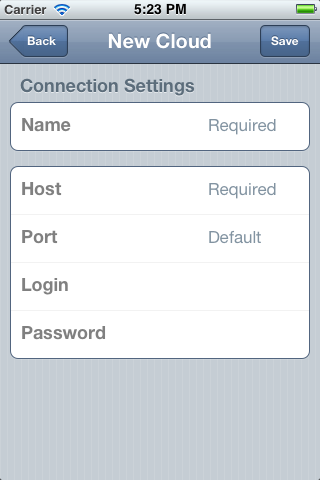 Carrier 5:23 PM
Back New Cloud Save
Connection Settings
Name Required
Host Required
Port Default
Login
Password